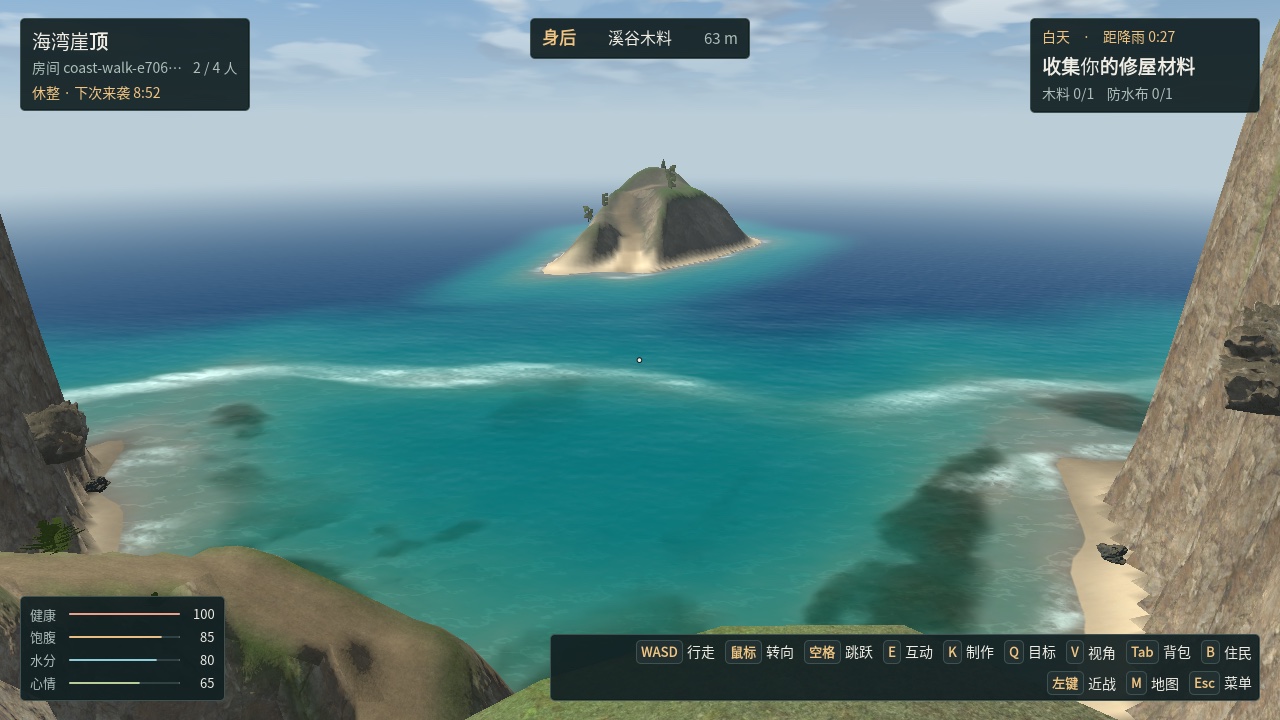 海湾崖顶
房间 coast-walk-e706… 2 / 4 人
休整 · 下次来袭 8:52
身后 溪谷木料 63 m
白天 · 距降雨 0:27
收集你的修屋材料
木料 0/1 防水布 0/1
健康 100
饱腹 85
水分 80
心情 65
WASD 行走 鼠标 转向 空格 跳跃 E 互动 K 制作 Q 目标 V 视角 Tab 背包 B 住民
左键 近战 M 地图 Esc 菜单